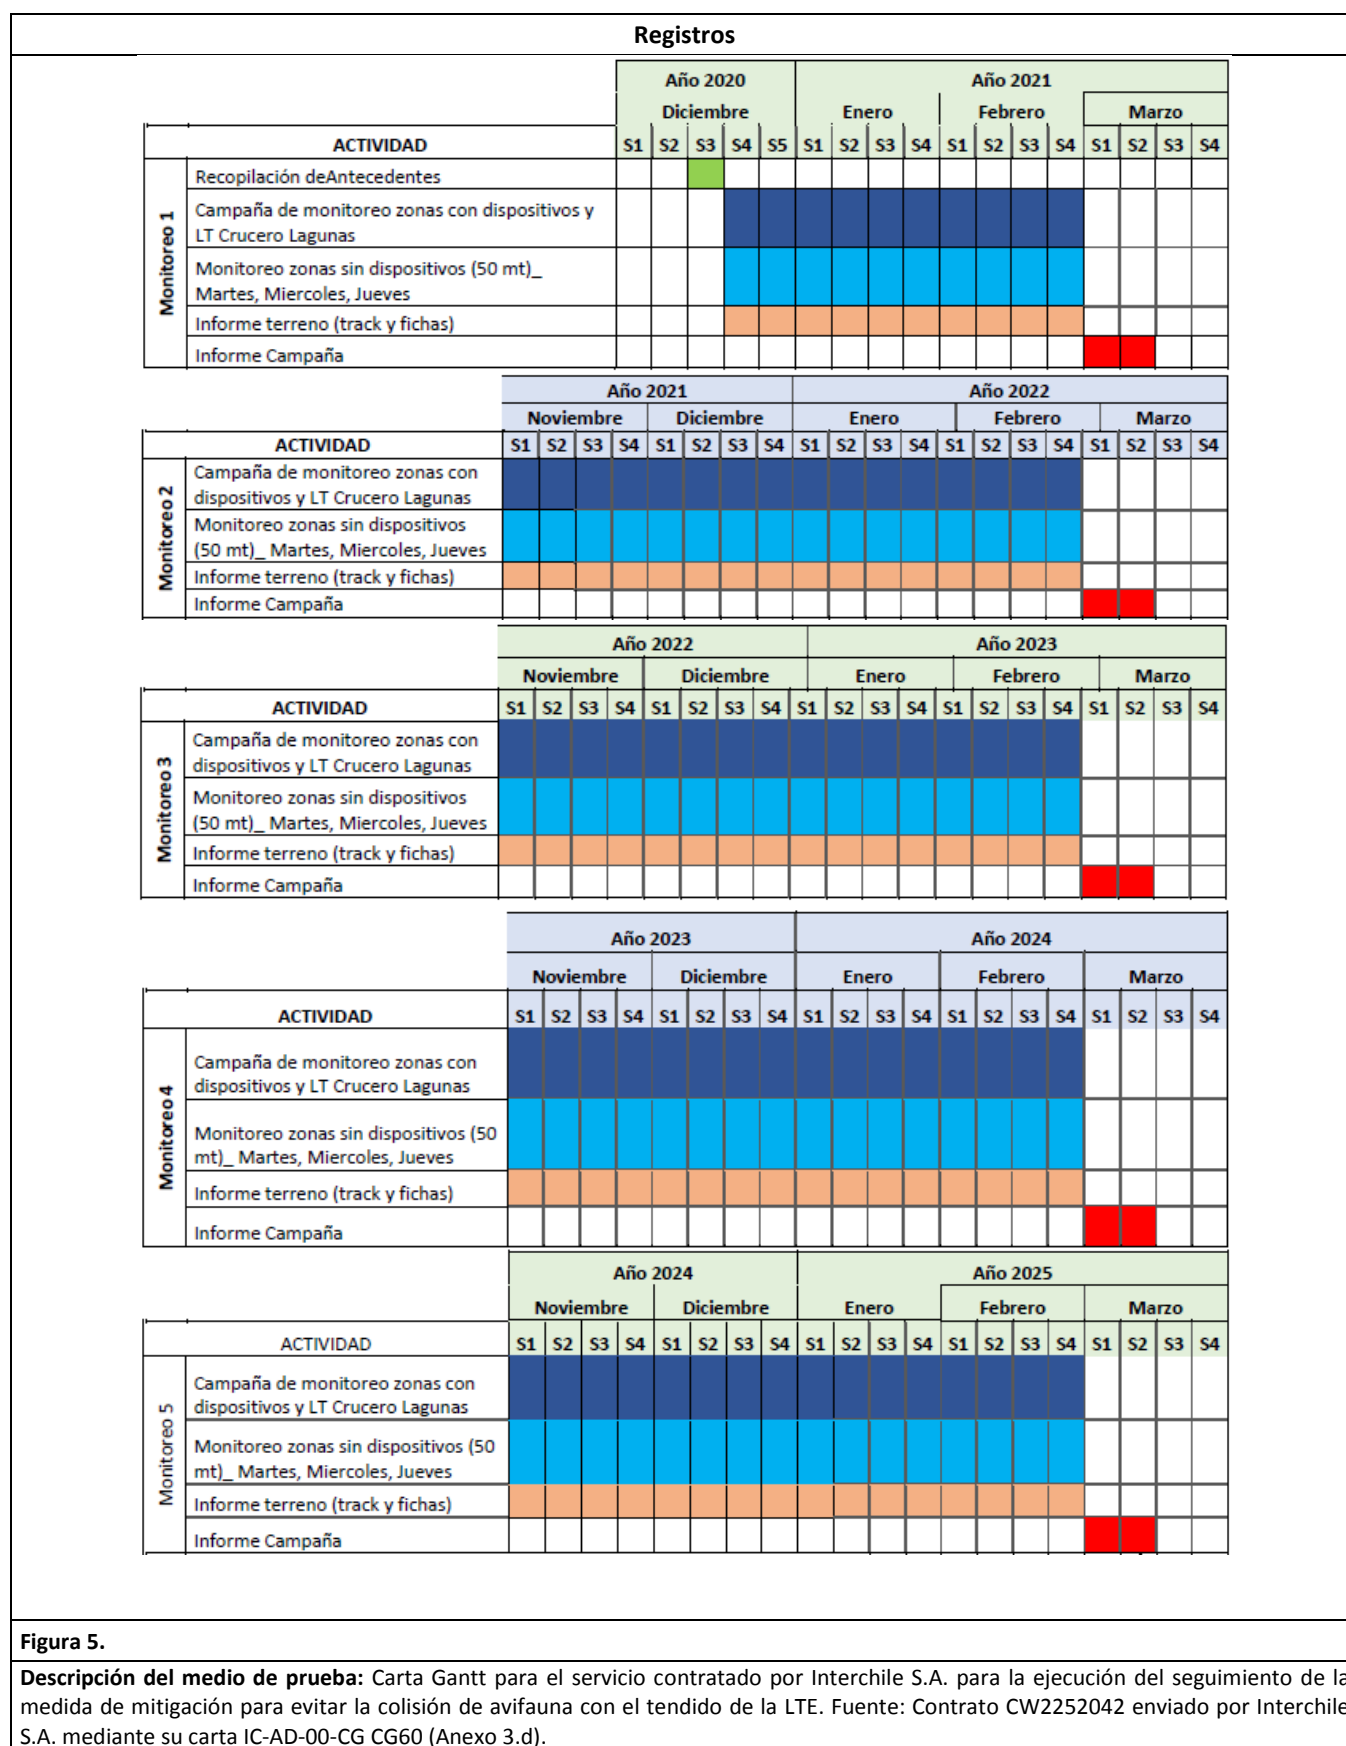 Registros
Año 2020 Año 2021
Diciembre Enero Febrero Marzo
ACTIVIDAD S1 S2 S3 S4 S5 S1 S2 S3 S4 S1 S2 S3 S4 S1 S2 S3 S4
Monitoreo 1
Recopilación deAntecedentes
Campaña de monitoreo zonas con dispositivos y
LT Crucero Lagunas
Monitoreo zonas sin dispositivos (50 mt)_
Martes, Miercoles, Jueves
Informe terreno (track y fichas)
Informe Campaña
Año 2021 Año 2022
Noviembre Diciembre Enero Febrero Marzo
ACTIVIDAD S1 S2 S3 S4 S1 S2 S3 S4 S1 S2 S3 S4 S1 S2 S3 S4 S1 S2 S3 S4
Monitoreo 2
Campaña de monitoreo zonas con
dispositivos y LT Crucero Lagunas
Monitoreo zonas sin dispositivos
(50 mt)_ Martes, Miercoles, Jueves
Informe terreno (track y fichas)
Informe Campaña
Año 2022 Año 2023
Noviembre Diciembre Enero Febrero Marzo
ACTIVIDAD S1 S2 S3 S4 S1 S2 S3 S4 S1 S2 S3 S4 S1 S2 S3 S4 S1 S2 S3 S4
Monitoreo 3
Campaña de monitoreo zonas con
dispositivos y LT Crucero Lagunas
Monitoreo zonas sin dispositivos
(50 mt)_ Martes, Miercoles, Jueves
Informe terreno (track y fichas)
Informe Campaña
Año 2023 Año 2024
Noviembre Diciembre Enero Febrero Marzo
ACTIVIDAD S1 S2 S3 S4 S1 S2 S3 S4 S1 S2 S3 S4 S1 S2 S3 S4 S1 S2 S3 S4
Monitoreo 4
Campaña de monitoreo zonas con
dispositivos y LT Crucero Lagunas
Monitoreo zonas sin dispositivos (50
mt)_ Martes, Miercoles, Jueves
Informe terreno (track y fichas)
Informe Campaña
Año 2024 Año 2025
Noviembre Diciembre Enero Febrero Marzo
ACTIVIDAD S1 S2 S3 S4 S1 S2 S3 S4 S1 S2 S3 S4 S1 S2 S3 S4 S1 S2 S3 S4
Monitoreo 5
Campaña de monitoreo zonas con
dispositivos y LT Crucero Lagunas
Monitoreo zonas sin dispositivos (50
mt)_ Martes, Miercoles, Jueves
Informe terreno (track y fichas)
Informe Campaña
Figura 5.
Descripción del medio de prueba: Carta Gantt para el servicio contratado por Interchile S.A. para la ejecución del seguimiento de la
medida de mitigación para evitar la colisión de avifauna con el tendido de la LTE. Fuente: Contrato CW2252042 enviado por Interchile
S.A. mediante su carta IC-AD-00-CG CG60 (Anexo 3.d).